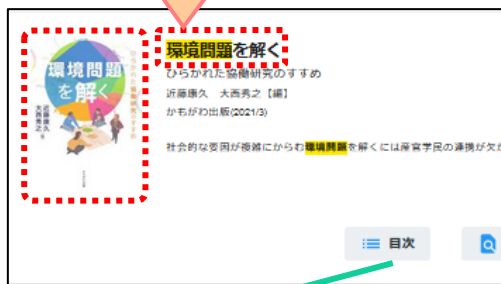 環境問題を解く
ひらかれた協働研究のすすめ
近藤康久　大西秀之【編】
かもがわ出版(2021/3)
社会的な要因が複雑にからむ環境問題を解くには産官学民の連携が欠か
目次
環境問題
を解く
ひらかれた協働研究のすすめ
近藤康久
大西秀之